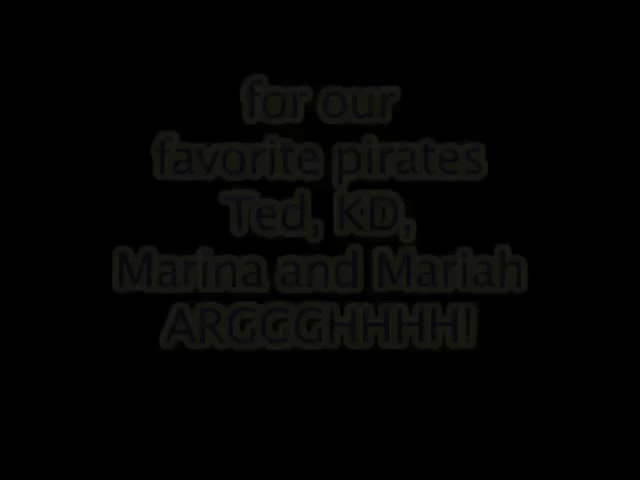 for our
favorite pirates
Ted, KD,
Marina and Mariah
ARGGGHHHH!